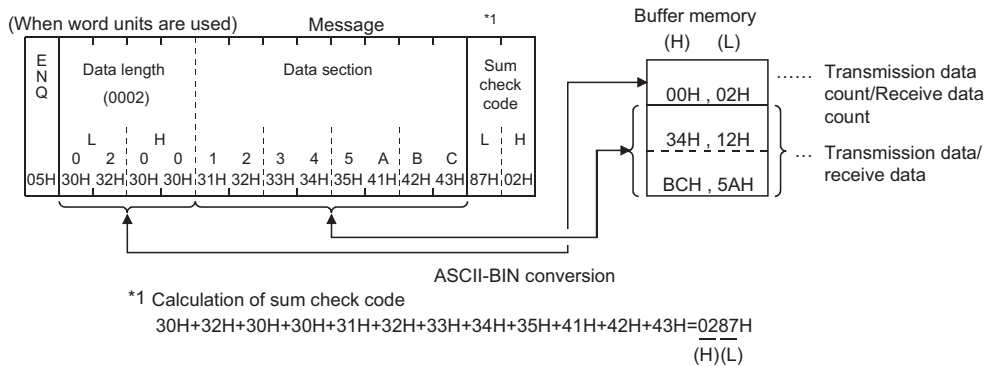 (When word units are used)
Message
*1
Buffer memory
(H) (L)
E
N
Q
Data length
(0002)
Data section
Sum
check
code
00H , 02H
...... Transmission data
count/Receive data
count
L H
L H
0 2 0 0 1 2 3 4 5 A B C
05H 30H 32H 30H 30H 31H 32H 33H 34H 35H 41H 42H 43H 87H 02H
34H , 12H
BCH , 5AH
... Transmission data/
receive data
ASCII-BIN conversion
*1 Calculation of sum check code
30H+32H+30H+30H+31H+32H+33H+34H+35H+41H+42H+43H=0287H
(H)(L)